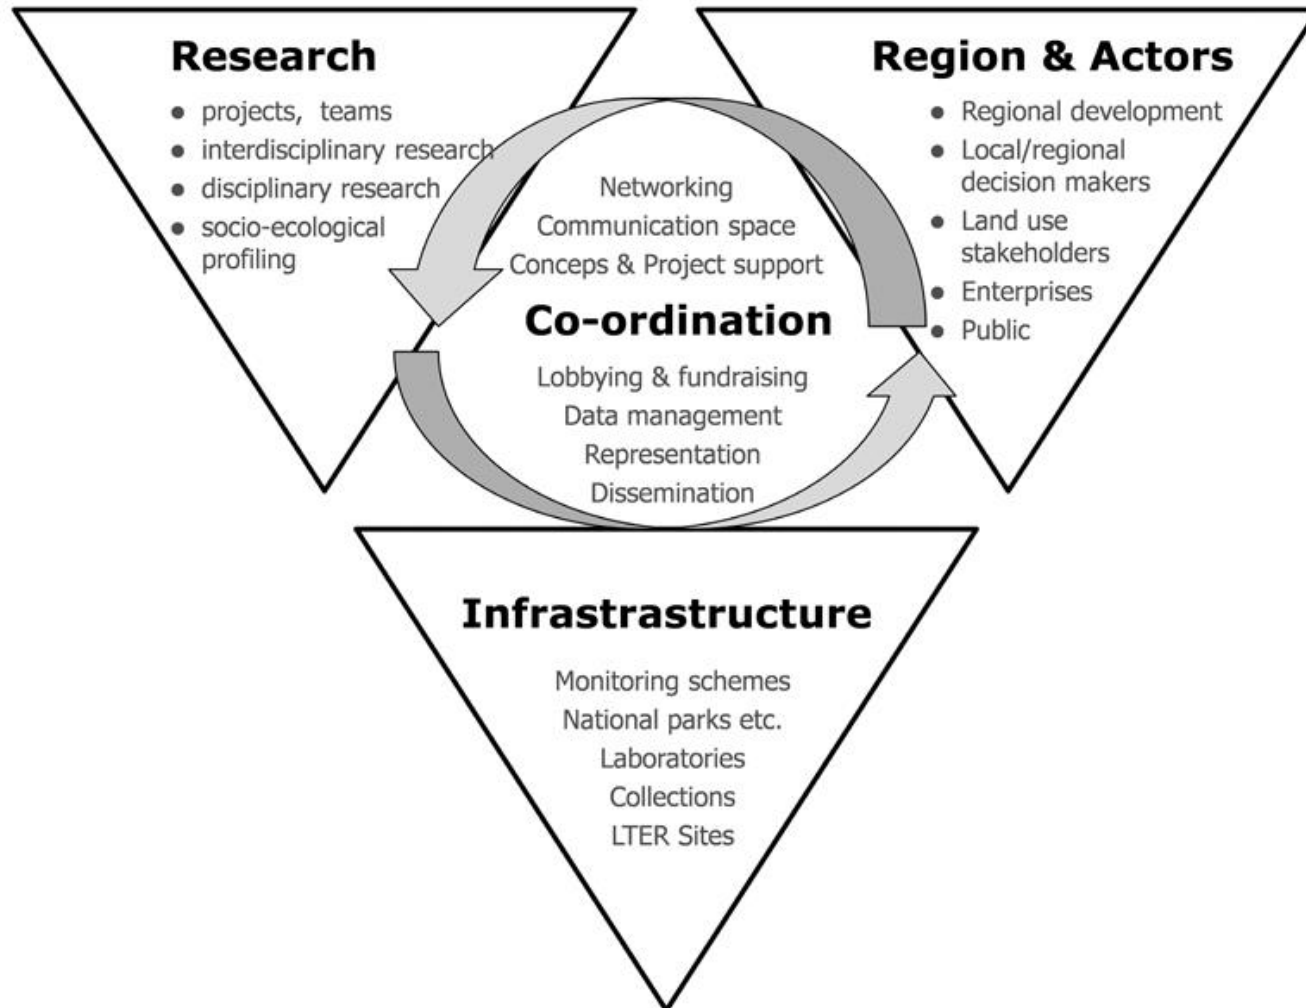 Research
● projects, teams
● interdisciplinary research
● disciplinary research
● socio-ecological
profiling
Region & Actors
● Regional development
● Local/regional
decision makers
● Land use
stakeholders
● Enterprises
● Public
Networking
Communication space
Conceps & Project support
Co-ordination
Lobbying & fundraising
Data management
Representation
Dissemination
Infrastrastructure
Monitoring schemes
National parks etc.
Laboratories
Collections
LTER Sites